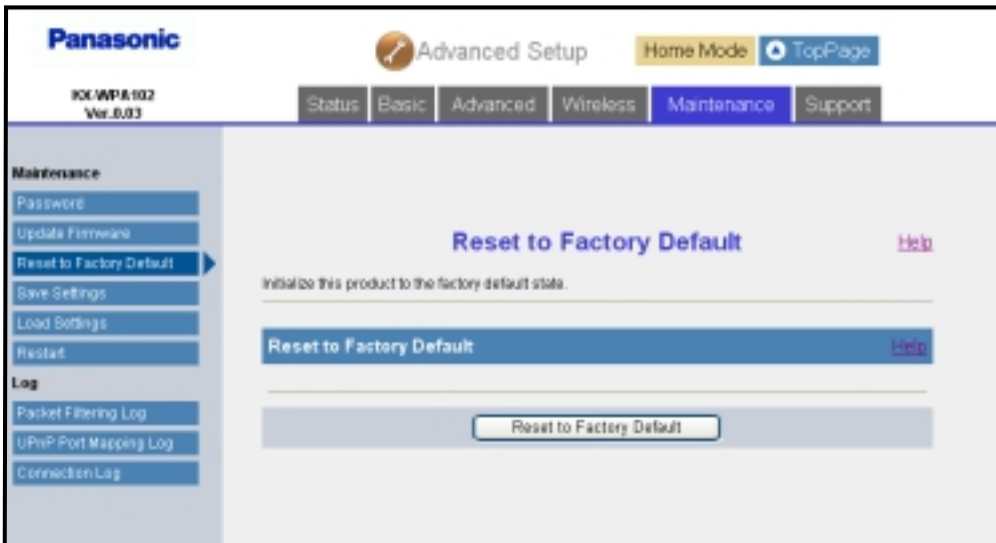 Panasonic
Advanced Setup
Home Mode
TopPage
KX-WPA102
Ver.0.03
Status
Basic
Advanced
Wireless
Maintenance
Support
Maintenance
Password
Update Firmware
Reset to Factory Default
Save Settings
Load Settings
Restart
Log
Packet Filtering Log
UPnP Port Mapping Log
Connection Log
Reset to Factory Default
Help
Initialize this product to the factory default state.
Reset to Factory Default
Help
Reset to Factory Default